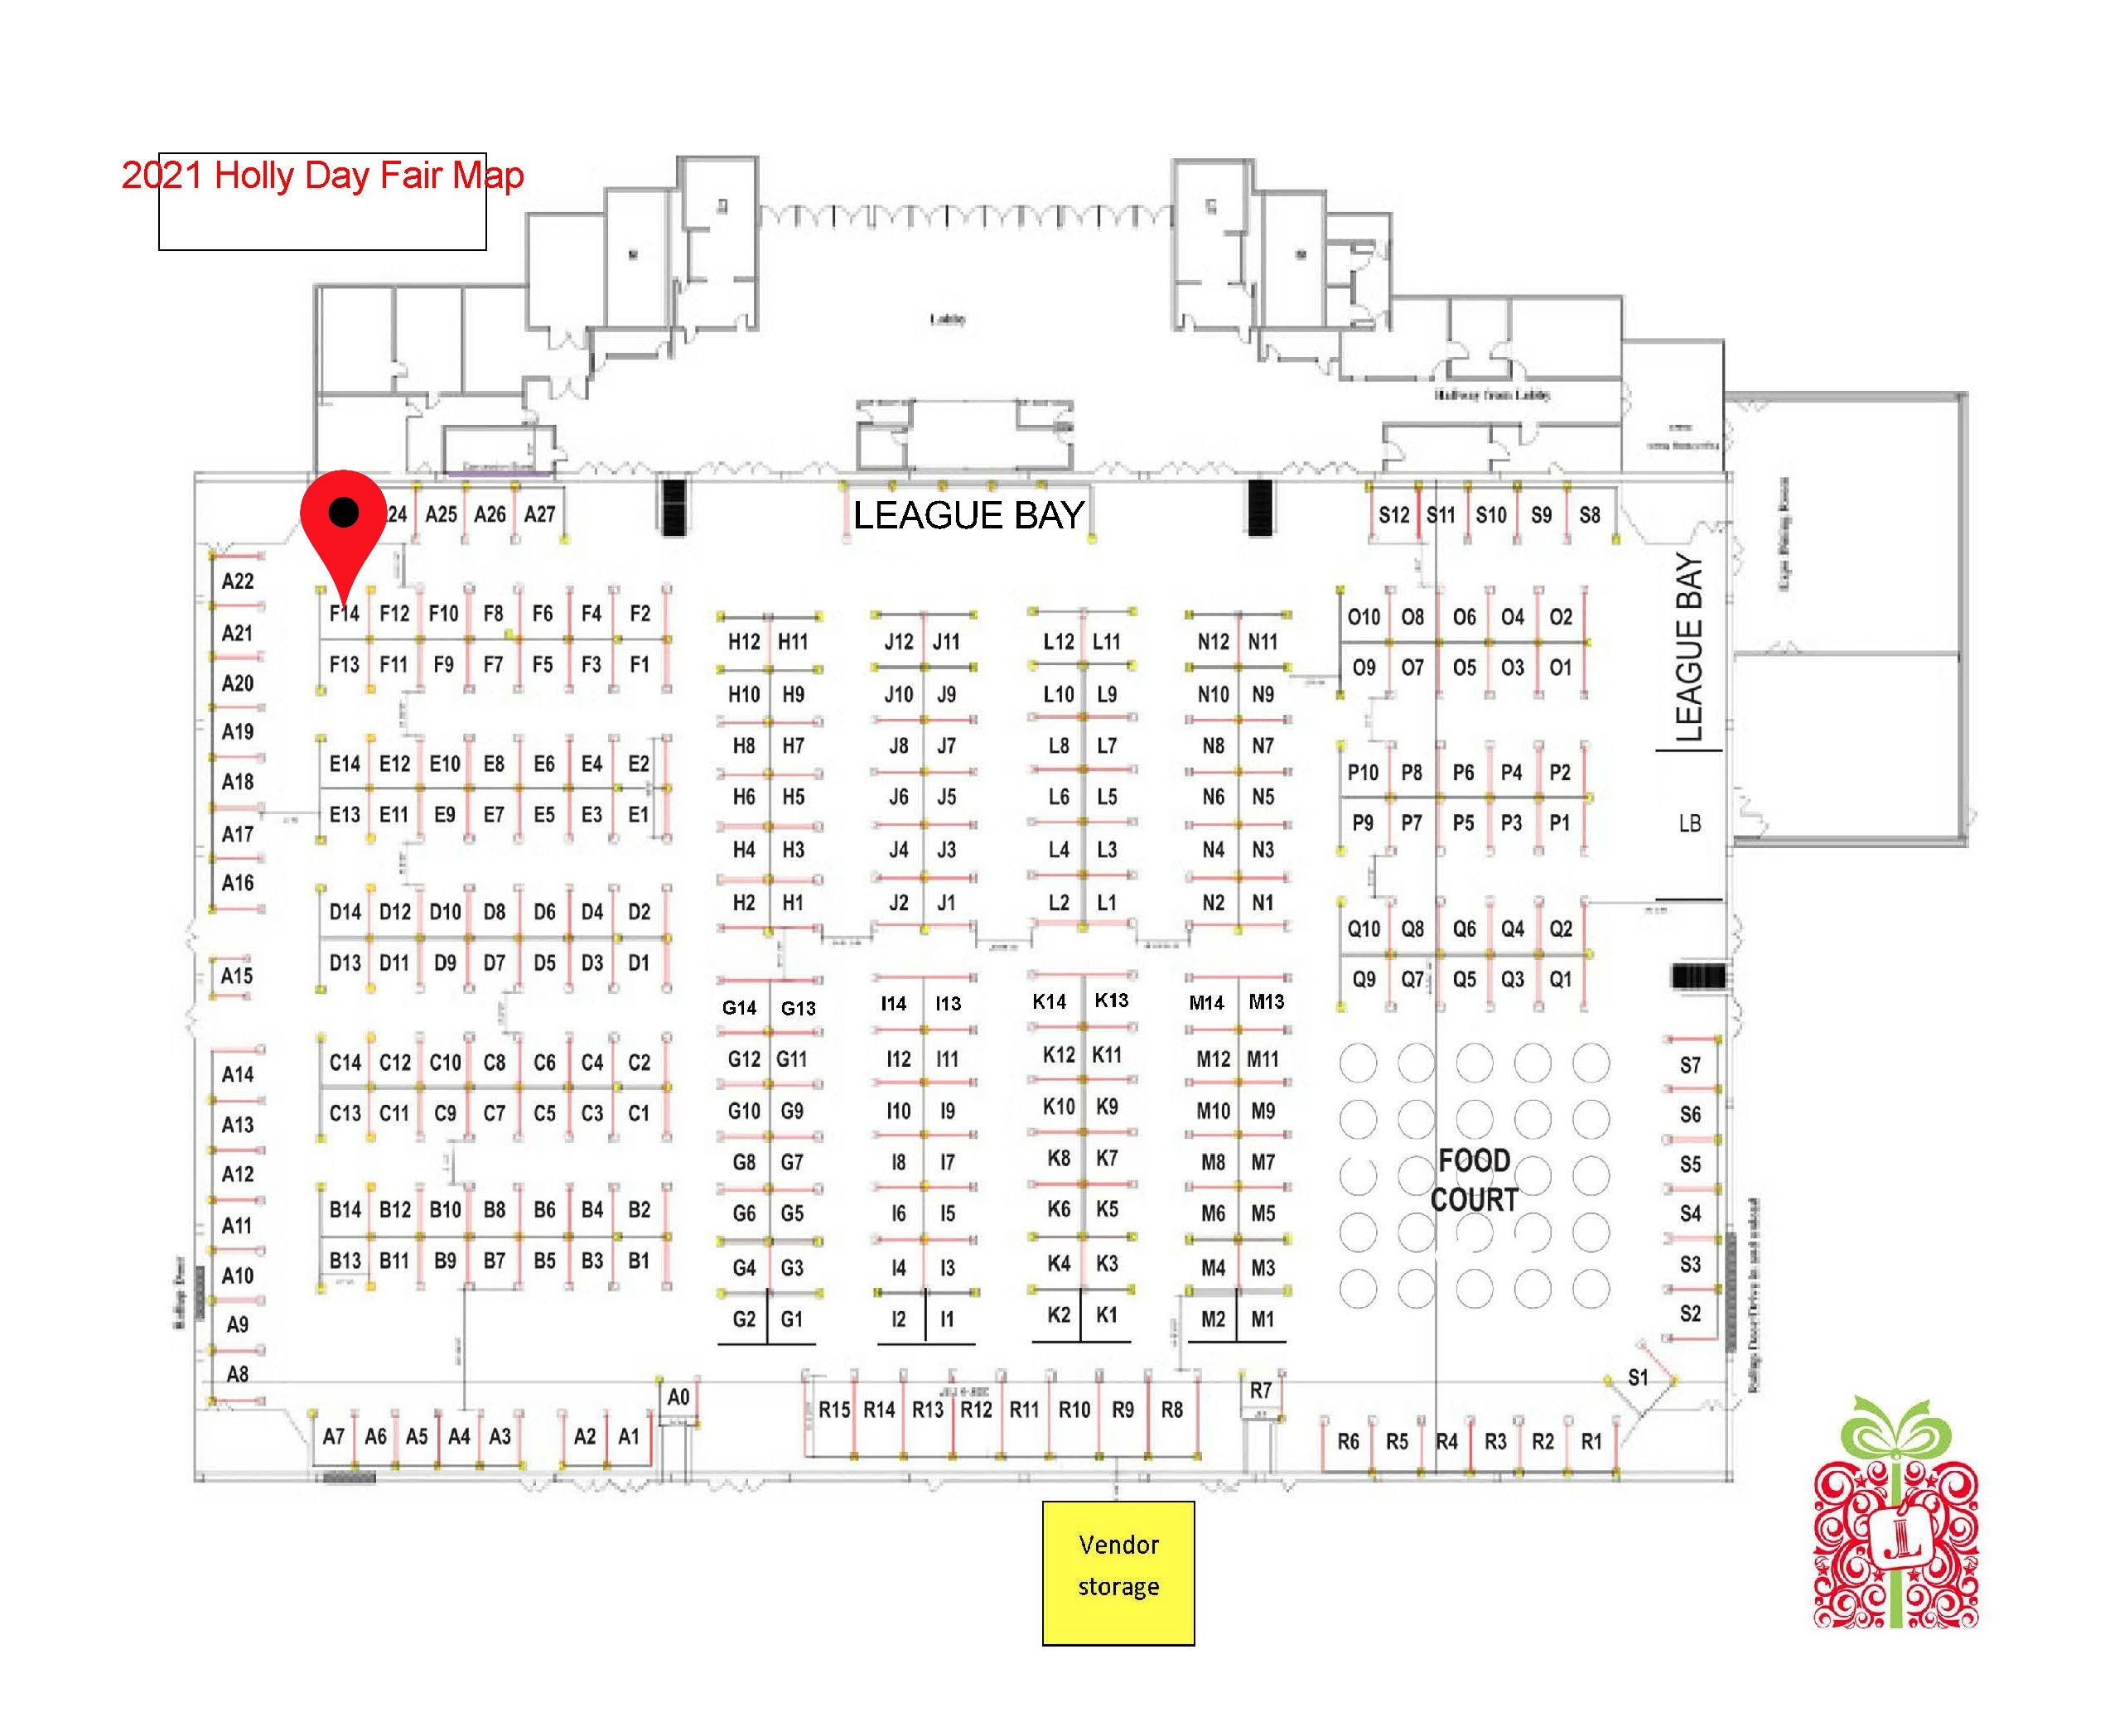 2021 Holly Day Fair Map
Lobby
Hallway from Lobby
24 A25 A26 A27
LEAGUE BAY
S12 S11 S10 S9 S8
A22
A21
A20
A19
A18
A17
A16
A15
A14
A13
A12
A11
A10
A9
A8
F14 F12 F10 F8 F6 F4 F2
F13 F11 F9 F7 F5 F3 F1
E14 E12 E10 E8 E6 E4 E2
E13 E11 E9 E7 E5 E3 E1
D14 D12 D10 D8 D6 D4 D2
D13 D11 D9 D7 D5 D3 D1
C14 C12 C10 C8 C6 C4 C2
C13 C11 C9 C7 C5 C3 C1
B14 B12 B10 B8 B6 B4 B2
B13 B11 B9 B7 B5 B3 B1
H12 H11
H10 H9
H8 H7
H6 H5
H4 H3
H2 H1
G14 G13
G12 G11
G10 G9
G8 G7
G6 G5
G4 G3
G2 G1
J12 J11
J10 J9
J8 J7
J6 J5
J4 J3
J2 J1
I14 I13
I12 I11
I10 I9
I8 I7
I6 I5
I4 I3
I2 I1
L12 L11
L10 L9
L8 L7
L6 L5
L4 L3
L2 L1
K14 K13
K12 K11
K10 K9
K8 K7
K6 K5
K4 K3
K2 K1
N12 N11
N10 N9
N8 N7
N6 N5
N4 N3
N2 N1
M14 M13
M12 M11
M10 M9
M8 M7
M6 M5
M4 M3
M2 M1
O10 O8 O6 O4 O2
O9 O7 O5 O3 O1
P10 P8 P6 P4 P2
P9 P7 P5 P3 P1
Q10 Q8 Q6 Q4 Q2
Q9 Q7 Q5 Q3 Q1
LEAGUE BAY
LB
FOOD
COURT
S7
S6
S5
S4
S3
S2
S1
A7 A6 A5 A4 A3 A2 A1
A0
R15 R14 R13 R12 R11 R10 R9 R8
R7
R6 R5 R4 R3 R2 R1
Vendor
storage
JL